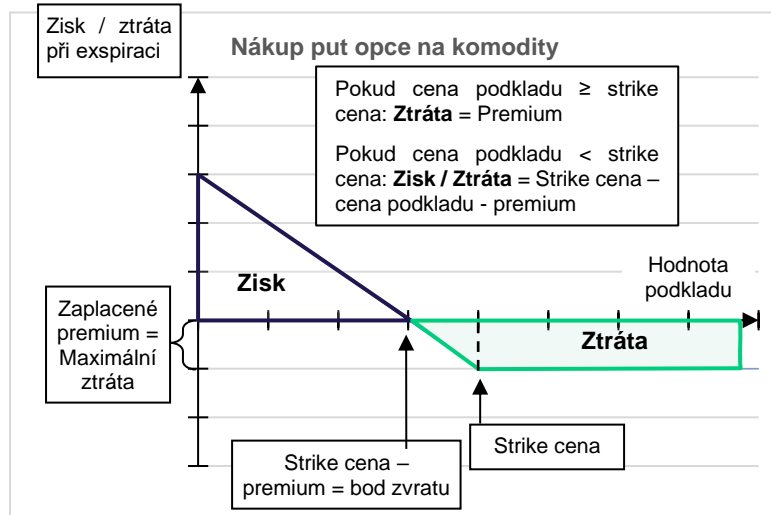 Zisk / ztráta
při exspiraci
Nákup put opce na komodity
Pokud cena podkladu ≥ strike
cena: Ztráta = Premium
Pokud cena podkladu < strike
cena: Zisk / Ztráta = Strike cena –
cena podkladu - premium
Zisk
Hodnota
podkladu
Zaplacené
premium =
Maximální
ztráta
Ztráta
Strike cena
Strike cena –
premium = bod zvratu